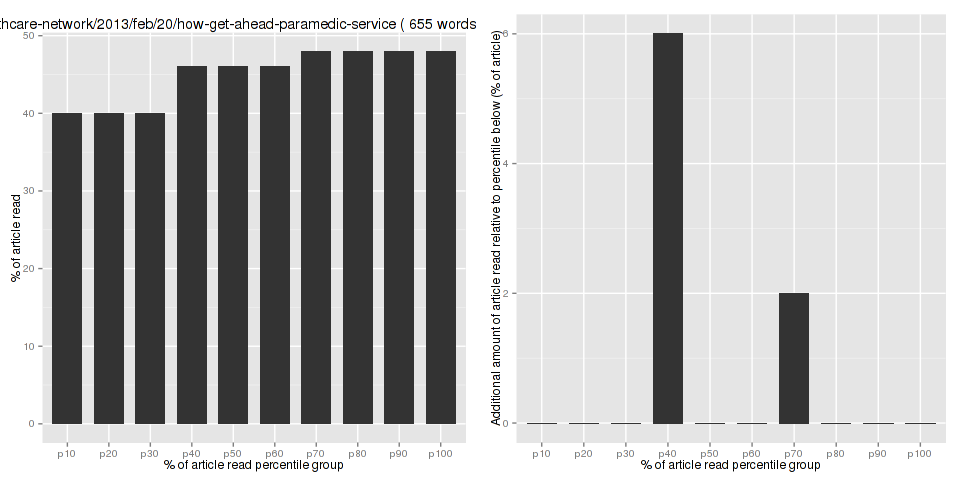 thcare-network/2013/feb/20/how-get-ahead-paramedic-service ( 655 words
50
40
30
20
10
0
% of article read
p10 p20 p30 p40 p50 p60 p70 p80 p90 p100
% of article read percentile group
6
4
2
0
Additional amount of article read relative to percentile below (% of article)
p10 p20 p30 p40 p50 p60 p70 p80 p90 p100
% of article read percentile group